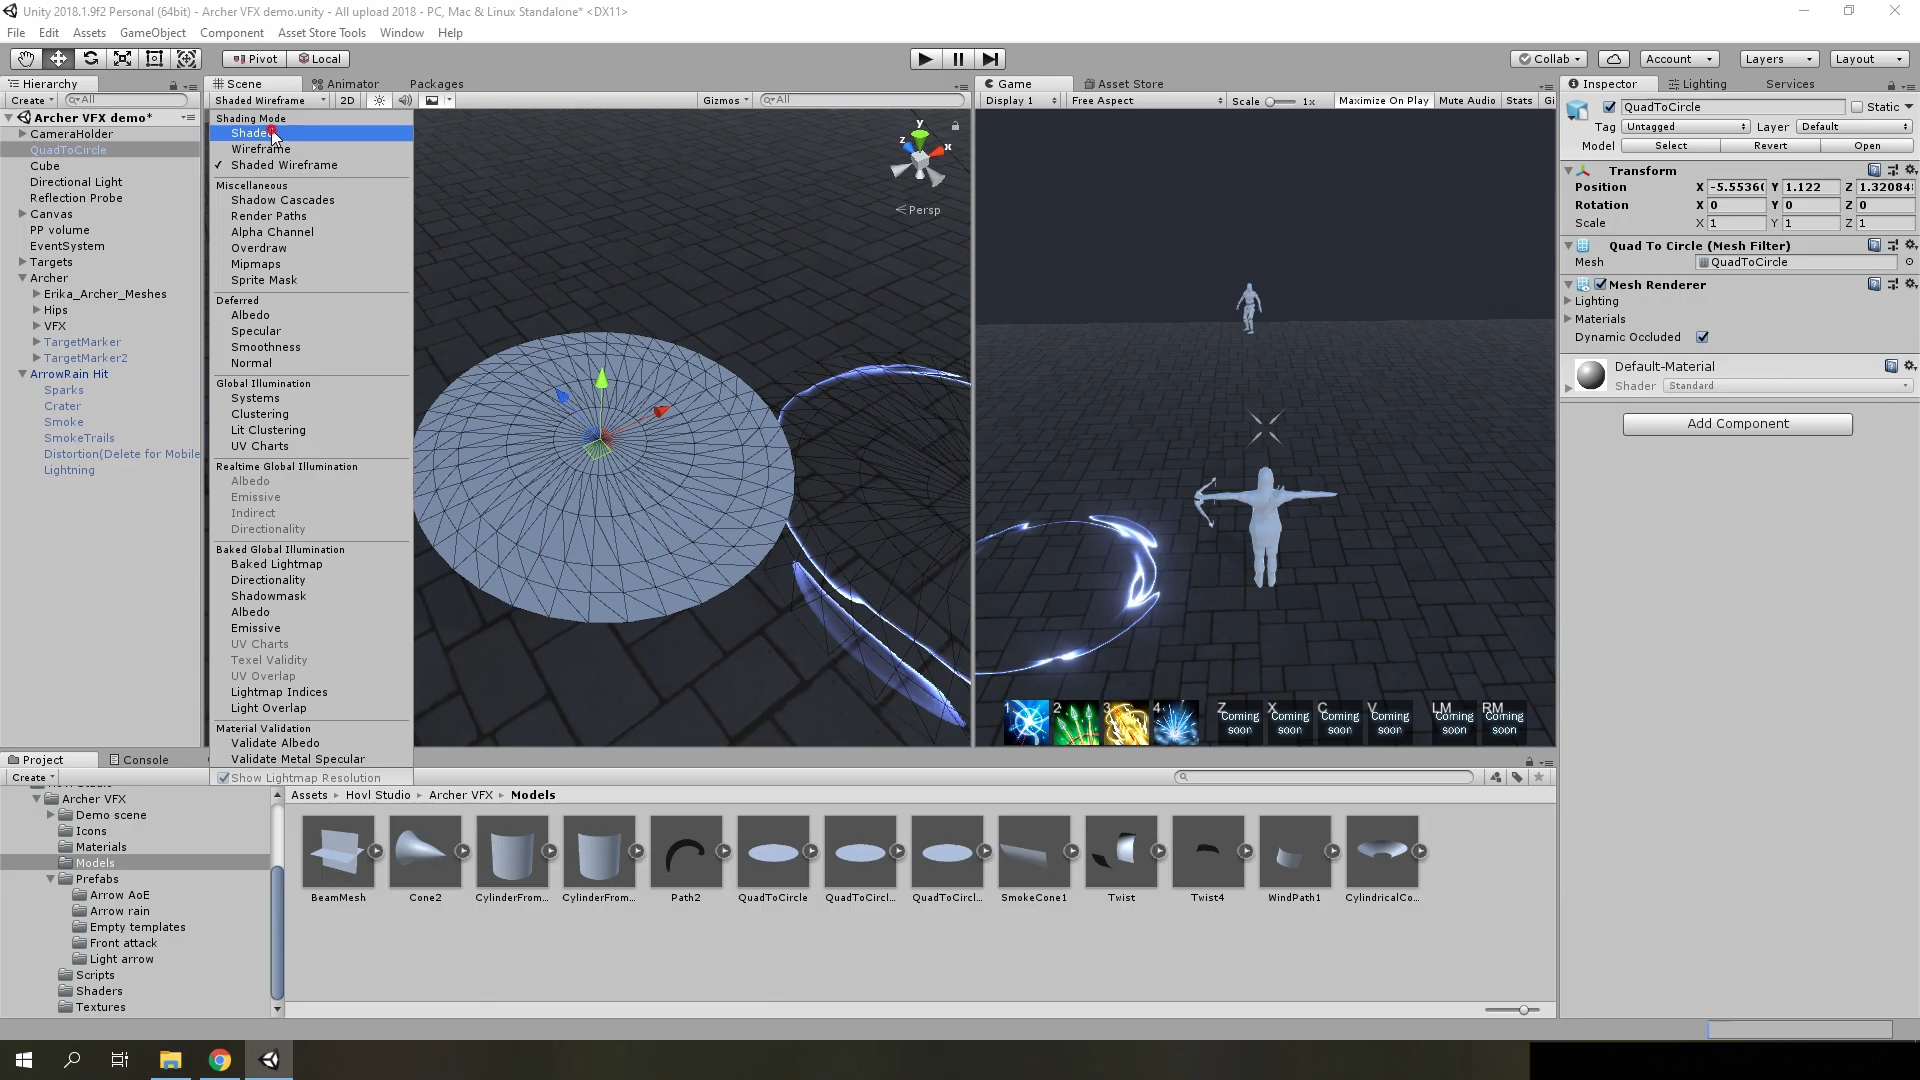 Unity 2018.1.9f2 Personal (64bit) - Archer VFX demo.unity - All upload 2018 - PC, Mac & Linux Standalone* <DX11>
File Edit Assets GameObject Component Asset Store Tools Window Help
Pivot Local
Collab Account Layers Layout
Hierarchy
Create All
Archer VFX demo*
CameraHolder
QuadToCircle
Cube
Directional Light
Reflection Probe
Canvas
PP volume
EventSystem
Targets
Archer
Erika_Archer_Meshes
Hips
VFX
TargetMarker
TargetMarker2
ArrowRain Hit
Sparks
Crater
Smoke
SmokeTrails
Distortion(Delete for Mobile
Lightning
Scene Animator Packages
Shaded Wireframe 2D Gizmos All
Shading Mode
Shaded
Wireframe
Shaded Wireframe
Miscellaneous
Shadow Cascades
Render Paths
Alpha Channel
Overdraw
Mipmaps
Sprite Mask
Deferred
Albedo
Specular
Smoothness
Normal
Global Illumination
Systems
Clustering
Lit Clustering
UV Charts
Realtime Global Illumination
Albedo
Emissive
Indirect
Directionality
Baked Global Illumination
Baked Lightmap
Directionality
Shadowmask
Albedo
Emissive
UV Charts
Texel Validity
UV Overlap
Lightmap Indices
Light Overlap
Material Validation
Validate Albedo
Validate Metal Specular
Show Lightmap Resolution
y
z x
Persp
Game Asset Store
Display 1 Free Aspect Scale 1x Maximize On Play Mute Audio Stats Gi
1 2 3 4 Z X C V LM RM
Coming soon
Coming soon
Coming soon
Coming soon
Coming soon
Coming soon
Inspector Lighting Services
QuadToCircle Static
Tag Untagged Layer Default
Model Select Revert Open
Transform
Position X -5.5536( Y 1.122 Z 1.32084
Rotation X 0 Y 0 Z 0
Scale X 1 Y 1 Z 1
Quad To Circle (Mesh Filter)
Mesh QuadToCircle
Mesh Renderer
Lighting
Materials
Dynamic Occluded
Default-Material
Shader Standard
Add Component
Project Console
Create
Archer VFX
Demo scene
Icons
Materials
Models
Prefabs
Arrow AoE
Arrow rain
Empty templates
Front attack
Light arrow
Scripts
Shaders
Textures
Assets Hovl Studio Archer VFX Models
BeamMesh Cone2 CylinderFrom... CylinderFrom... Path2 QuadToCircle QuadToCircl... QuadToCircl... SmokeCone1 Twist Twist4 WindPath1 CylindricalCo...